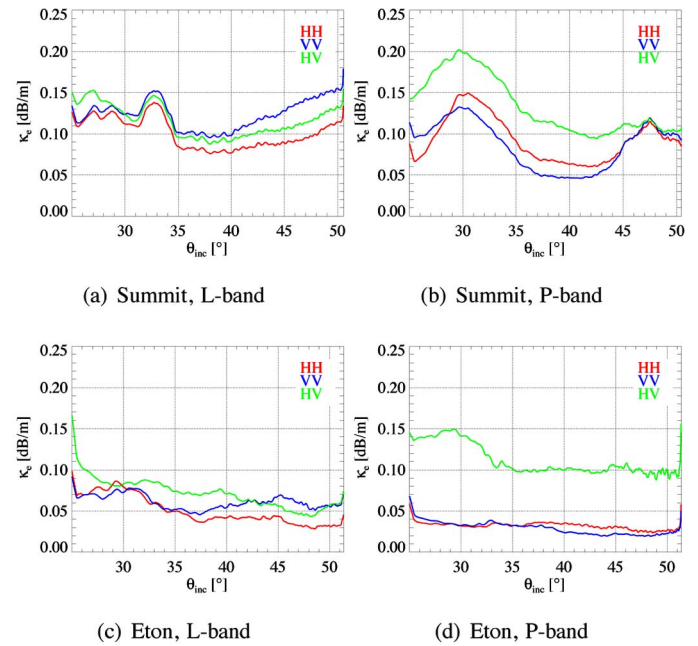 0.25
0.20
0.15
0.10
0.05
0.00
κe [dB/m]
HH
VV
HV
30 35 40 45 50
θinc [°]
(a) Summit, L-band
0.25
0.20
0.15
0.10
0.05
0.00
κe [dB/m]
HH
VV
HV
30 35 40 45 50
θinc [°]
(b) Summit, P-band
0.25
0.20
0.15
0.10
0.05
0.00
κe [dB/m]
HH
VV
HV
30 35 40 45 50
θinc [°]
(c) Eton, L-band
0.25
0.20
0.15
0.10
0.05
0.00
κe [dB/m]
HH
VV
HV
30 35 40 45 50
θinc [°]
(d) Eton, P-band